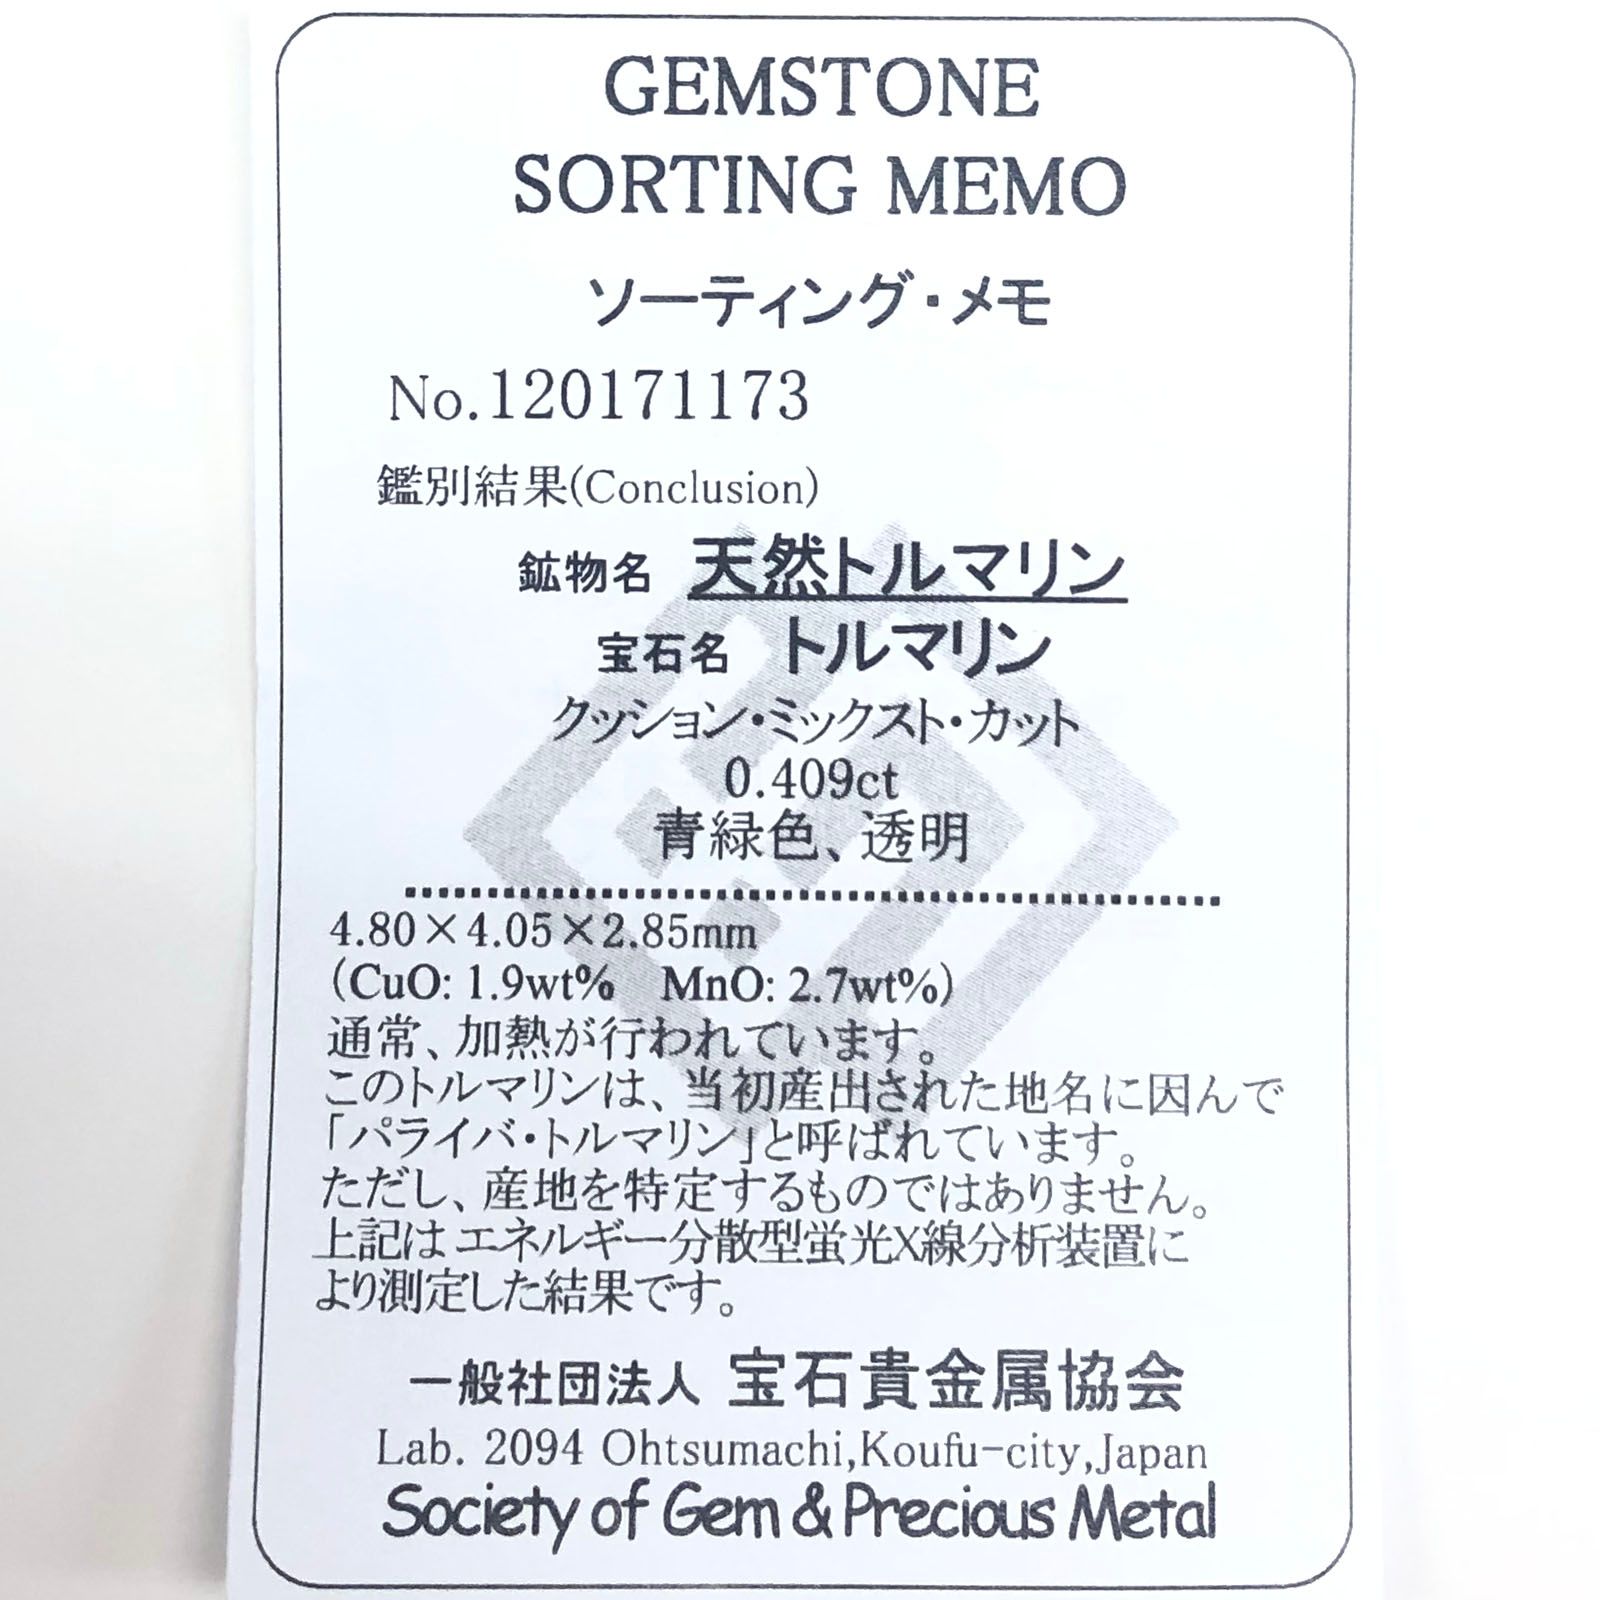 GEMSTONE
SORTING MEMO
ソーティング・メモ
No.120171173
鑑別結果(Conclusion)
鉱物名 天然トルマリン
宝石名 トルマリン
クッション・ミックスト・カット
0.409ct
青緑色、透明
4.80×4.05×2.85mm
(CuO: 1.9wt% MnO: 2.7wt%)
通常、加熱が行われています。
このトルマリンは、当初産出された地名に因んで
「パライバ・トルマリン」と呼ばれています。
ただし、産地を特定するものではありません。
上記はエネルギー分散型蛍光X線分析装置に
より測定した結果です。
一般社団法人 宝石貴金属協会
Lab. 2094 Ohtsumachi,Koufu-city,Japan
Society of Gem & Precious Metal